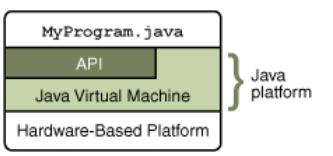 MyProgram.java
API
Java Virtual Machine
Hardware-Based Platform
Java
platform